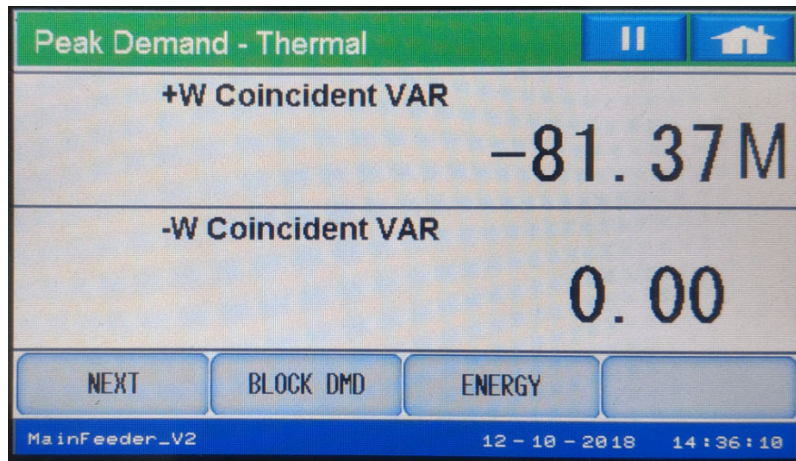 Peak Demand - Thermal
+W Coincident VAR
-81.37M
-W Coincident VAR
0.00
NEXT BLOCK DMD ENERGY
MainFeeder_V2 12-10-2018 14:36:10